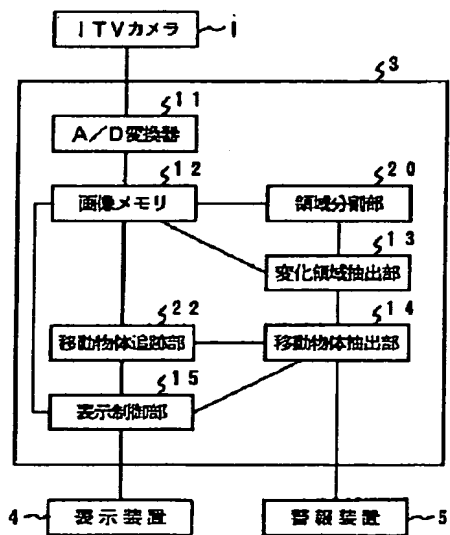 ITVカメラ i
3
11
A/D変換器
12
画像メモリ
20
領域分割部
13
変化領域抽出部
22
移動物体追跡部
14
移動物体抽出部
15
表示制御部
4 表示装置
警報装置 5